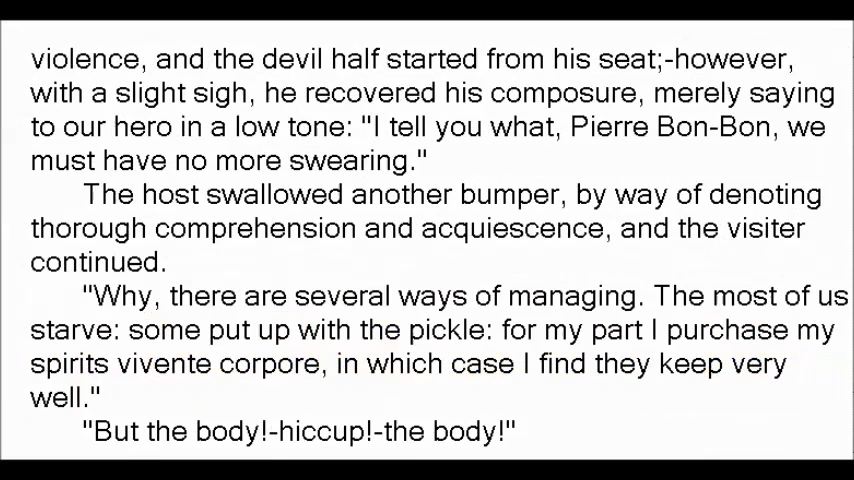 violence, and the devil half started from his seat;-however,
with a slight sigh, he recovered his composure, merely saying
to our hero in a low tone: "I tell you what, Pierre Bon-Bon, we
must have no more swearing."
The host swallowed another bumper, by way of denoting
thorough comprehension and acquiescence, and the visiter
continued.
"Why, there are several ways of managing. The most of us
starve: some put up with the pickle: for my part I purchase my
spirits vivente corpore, in which case I find they keep very
well."
"But the body!-hiccup!-the body!"